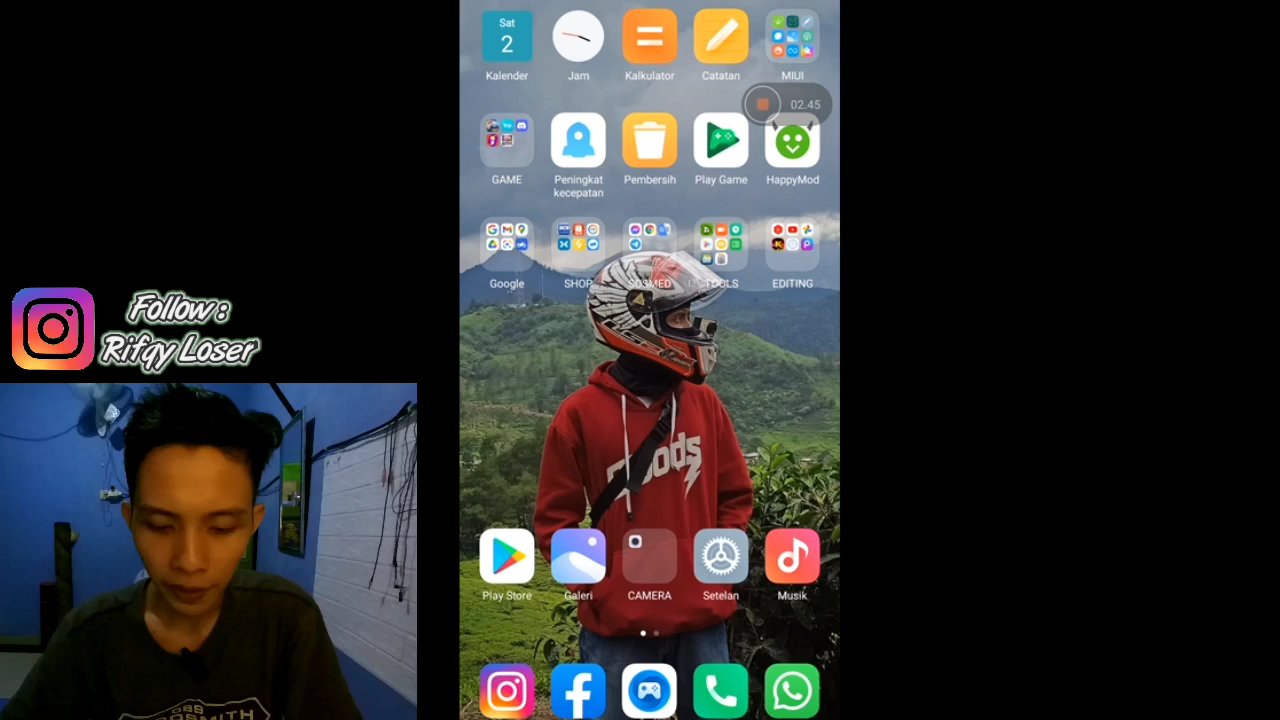 Sat
2
Kalender
Jam
Kalkulator
Catatan
MIUI
02.45
GAME
Peningkat
kecepatan
Pembersih
Play Game
HappyMod
Google
SHOP
SOSMED
TOOLS
EDITING
Follow :
Rifqy Loser
Play Store
Galeri
CAMERA
Setelan
Musik